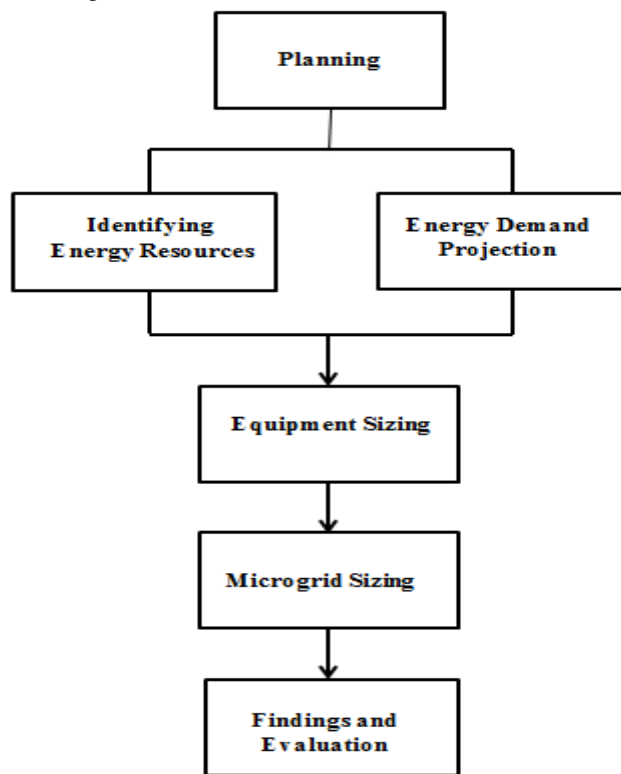 Planning
Identifying
Energy Resources
Energy Demand
Projection
Equipment Sizing
Microgrid Sizing
Findings and
Evaluation